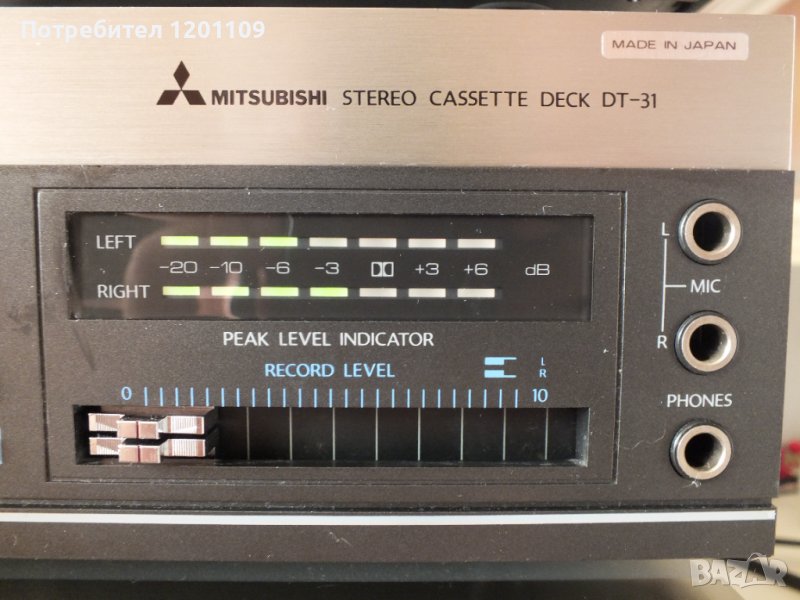 Потребител 1201109
MADE IN JAPAN
MITSUBISHI STEREO CASSETTE DECK DT-31
LEFT
-20 -10 -6 -3 +3 +6 dB
RIGHT
PEAK LEVEL INDICATOR
RECORD LEVEL
L
R
0 10
L
MIC
R
PHONES
BAZAR